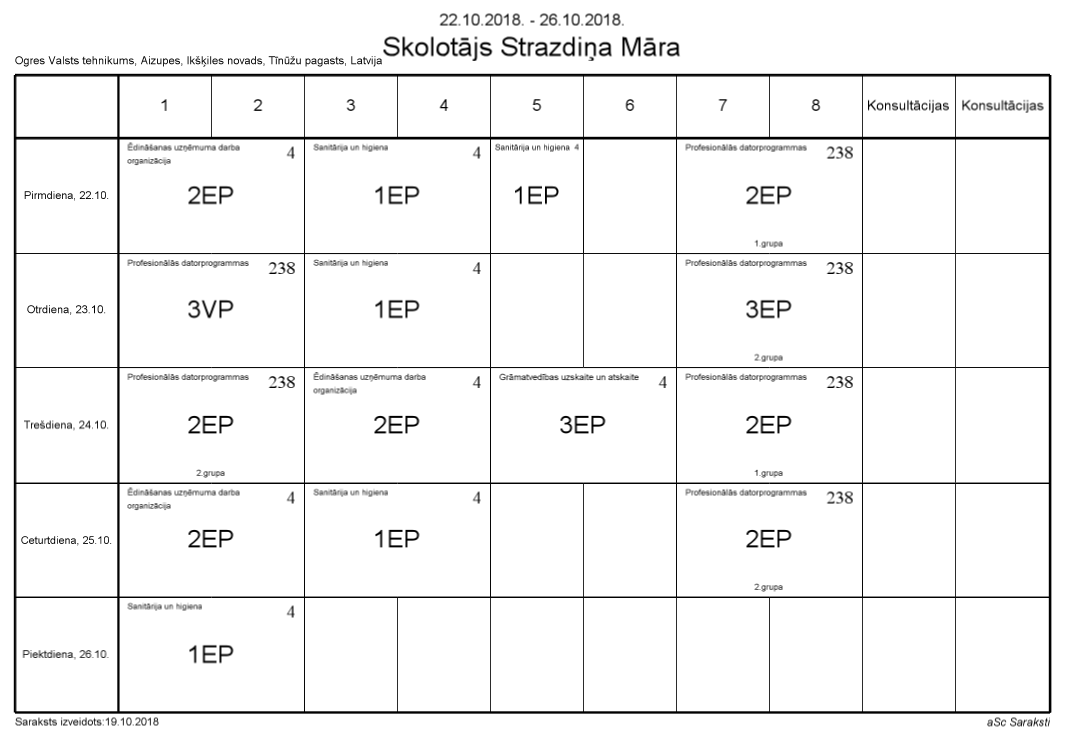 22.10.2018. - 26.10.2018.
Skolotājs Strazdiņa Māra
Ogres Valsts tehnikums, Aizupes, Ikšķiles novads, Tīnūžu pagasts, Latvija
1 2 3 4 5 6 7 8 Konsultācijas Konsultācijas
Pirmdiena, 22.10.
Ēdināšanas uzņēmuma darba
organizācija
4
2EP
Sanitārija un higiena 4
1EP
Sanitārija un higiena 4
1EP
Profesionālās datorprogrammas 238
2EP
1.grupa
Otrdiena, 23.10.
Profesionālās datorprogrammas 238
3VP
Sanitārija un higiena 4
1EP
Profesionālās datorprogrammas 238
3EP
2.grupa
Trešdiena, 24.10.
Profesionālās datorprogrammas 238
2EP
2.grupa
Ēdināšanas uzņēmuma darba
organizācija
4
2EP
Grāmatvedības uzskaite un atskaite 4
3EP
Profesionālās datorprogrammas 238
2EP
1.grupa
Ceturtdiena, 25.10.
Ēdināšanas uzņēmuma darba
organizācija
4
2EP
Sanitārija un higiena 4
1EP
Profesionālās datorprogrammas 238
2EP
2.grupa
Piektdiena, 26.10.
Sanitārija un higiena 4
1EP
Saraksts izveidots:19.10.2018
aSc Saraksti